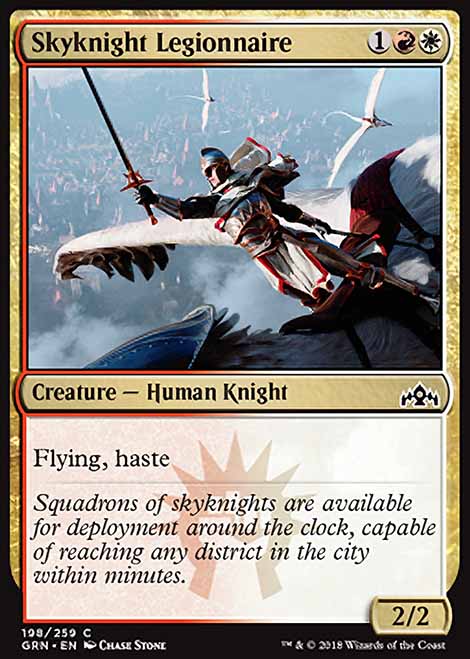 Skyknight Legionnaire 1
Creature — Human Knight
Flying, haste
Squadrons of skyknights are available
for deployment around the clock, capable
of reaching any district in the city
within minutes.
2/2
198/259 C
GRN • EN Chase Stone
™ & © 2018 Wizards of the Coast